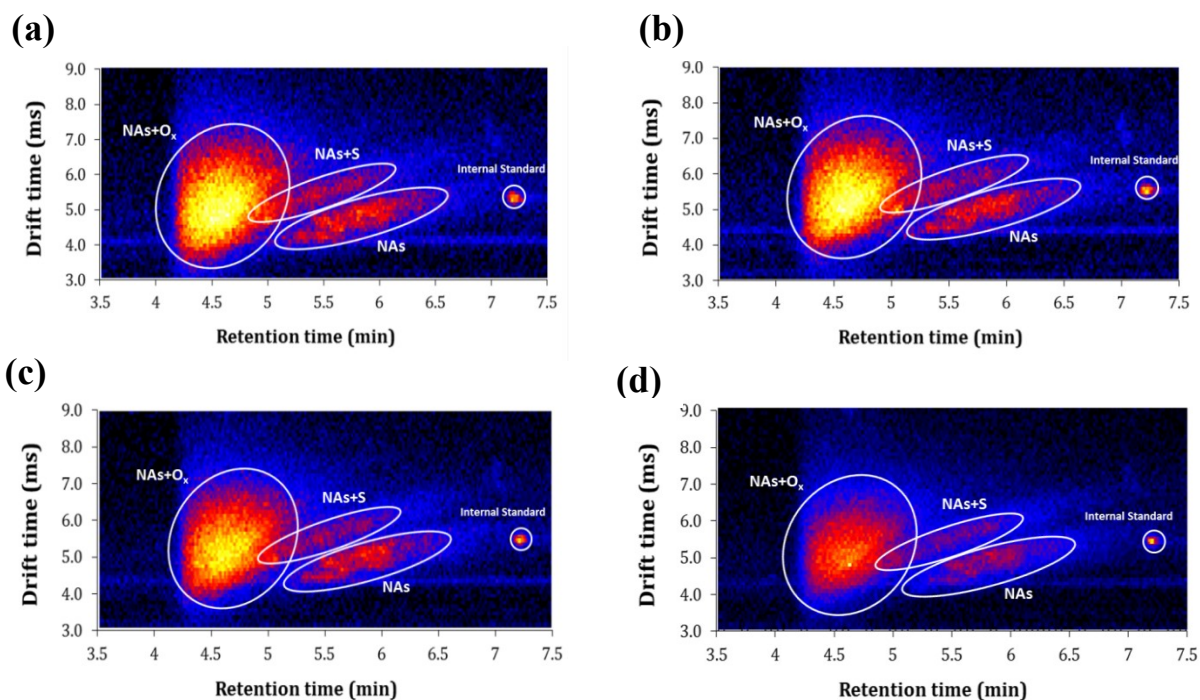 (a)
Drift time (ms)
9.0
8.0
7.0
6.0
5.0
4.0
3.0
NAs+Ox
NAs+S
Internal Standard
NAs
3.5 4 4.5 5 5.5 6 6.5 7 7.5
Retention time (min)
(b)
Drift time (ms)
9.0
8.0
7.0
6.0
5.0
4.0
3.0
NAs+Ox
NAs+S
Internal Standard
NAs
3.5 4 4.5 5 5.5 6 6.5 7 7.5
Retention time (min)
(c)
Drift time (ms)
9.0
8.0
7.0
6.0
5.0
4.0
3.0
NAs+Ox
NAs+S
Internal Standard
NAs
3.5 4 4.5 5 5.5 6 6.5 7 7.5
Retention time (min)
(d)
Drift time (ms)
9.0
8.0
7.0
6.0
5.0
4.0
3.0
NAs+Ox
NAs+S
Internal Standard
NAs
3.5 4 4.5 5 5.5 6 6.5 7 7.5
Retention time (min)